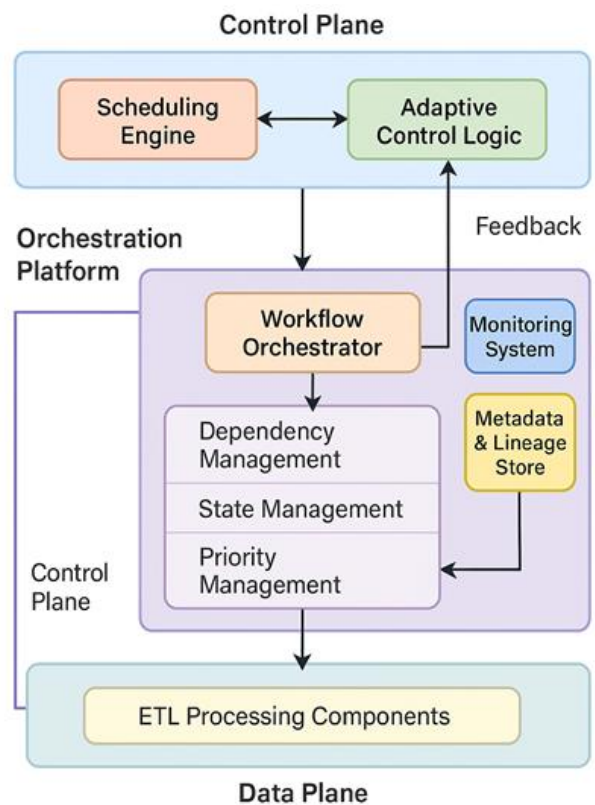 Control Plane
Scheduling
Engine
Adaptive
Control Logic
Feedback
Orchestration
Platform
Workflow
Orchestrator
Monitoring
System
Metadata
& Lineage
Store
Dependency
Management
State Management
Priority
Management
Control
Plane
ETL Processing Components
Data Plane